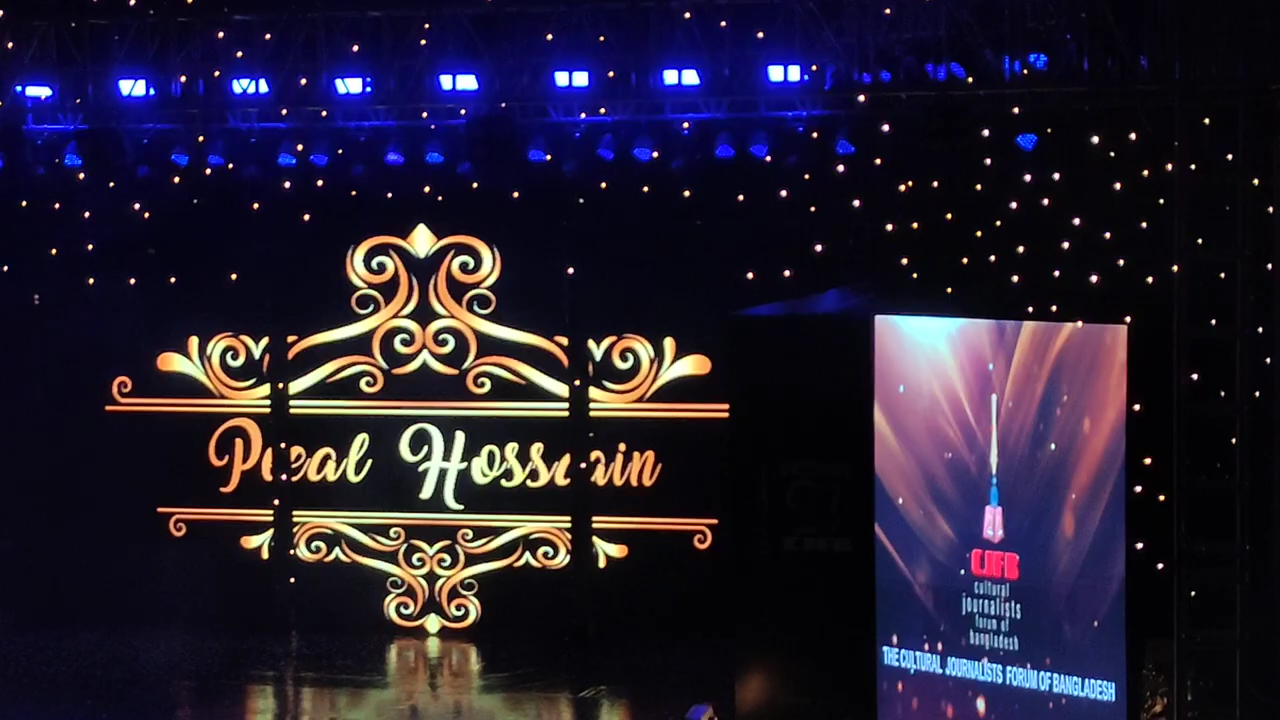 Hossain
CJFB
cultural
journalists
forum of
bangladesh
THE CULTURAL JOURNALISTS FORUM OF BANGLADESH